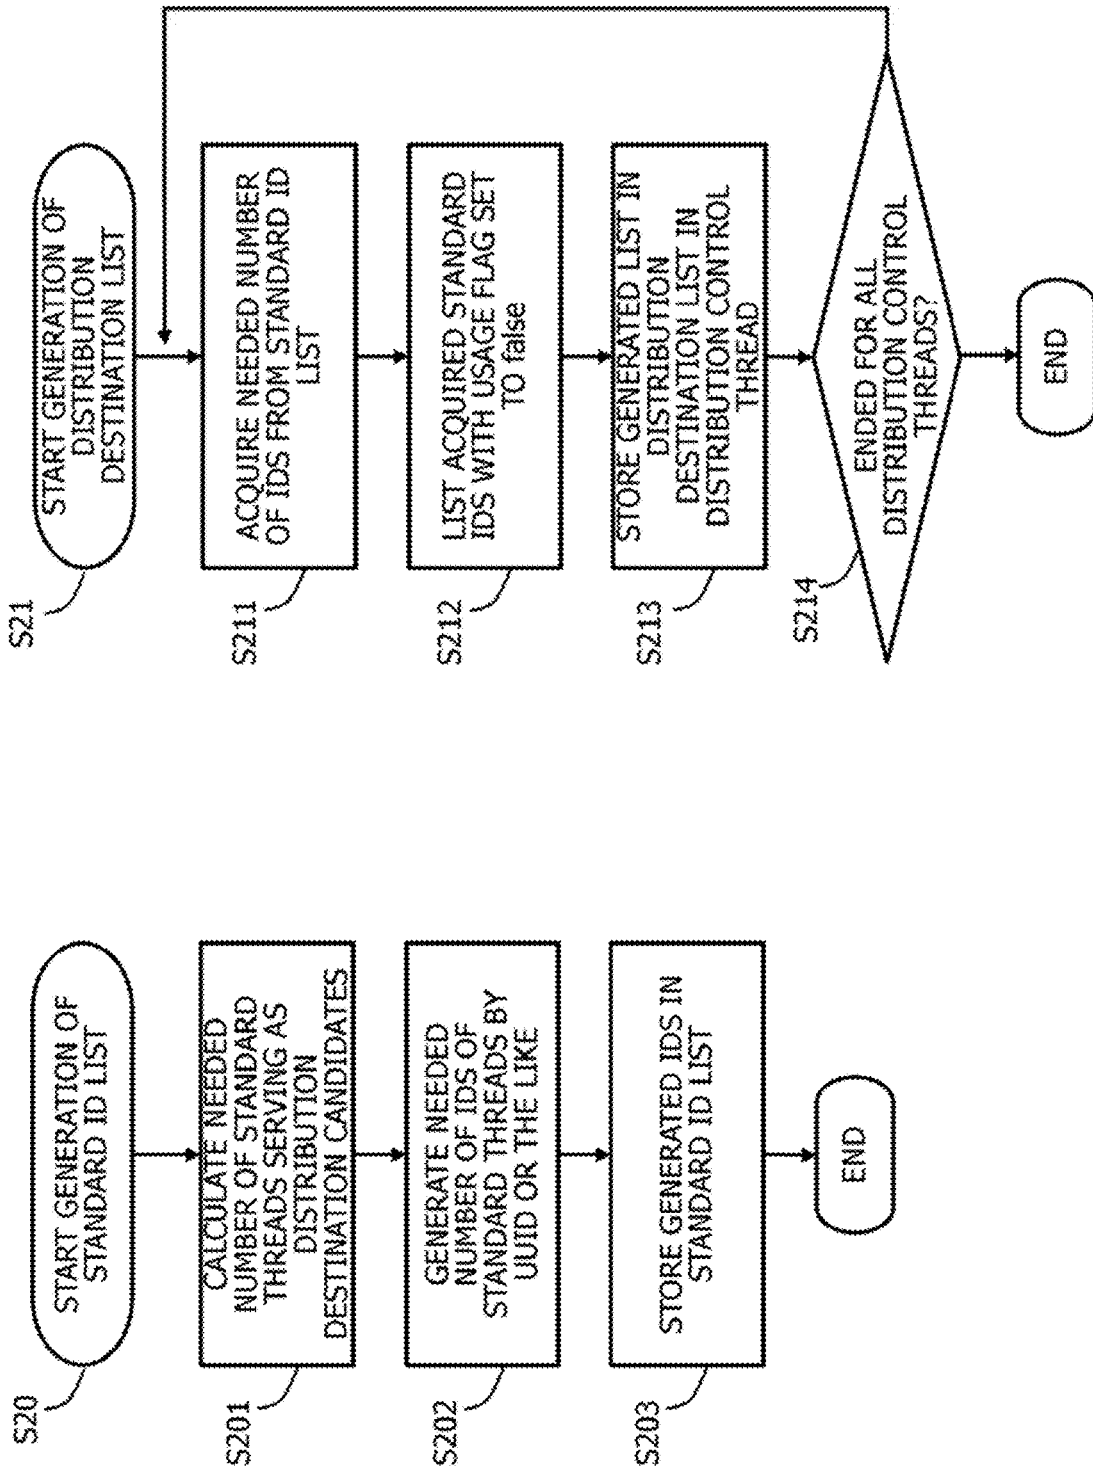 S20
START GENERATION OF
STANDARD ID LIST
S201
CALCULATE NEEDED
NUMBER OF STANDARD
THREADS SERVING AS
DISTRIBUTION
DESTINATION CANDIDATES
S202
GENERATE NEEDED
NUMBER OF IDS OF
STANDARD THREADS BY
UUID OR THE LIKE
S203
STORE GENERATED IDS IN
STANDARD ID LIST
END
S21
START GENERATION OF
DISTRIBUTION
DESTINATION LIST
S211
ACQUIRE NEEDED NUMBER
OF IDS FROM STANDARD ID
LIST
S212
LIST ACQUIRED STANDARD
IDS WITH USAGE FLAG SET
TO false
S213
STORE GENERATED LIST IN
DISTRIBUTION
DESTINATION LIST IN
DISTRIBUTION CONTROL
THREAD
S214
ENDED FOR ALL
DISTRIBUTION CONTROL
THREADS?
END